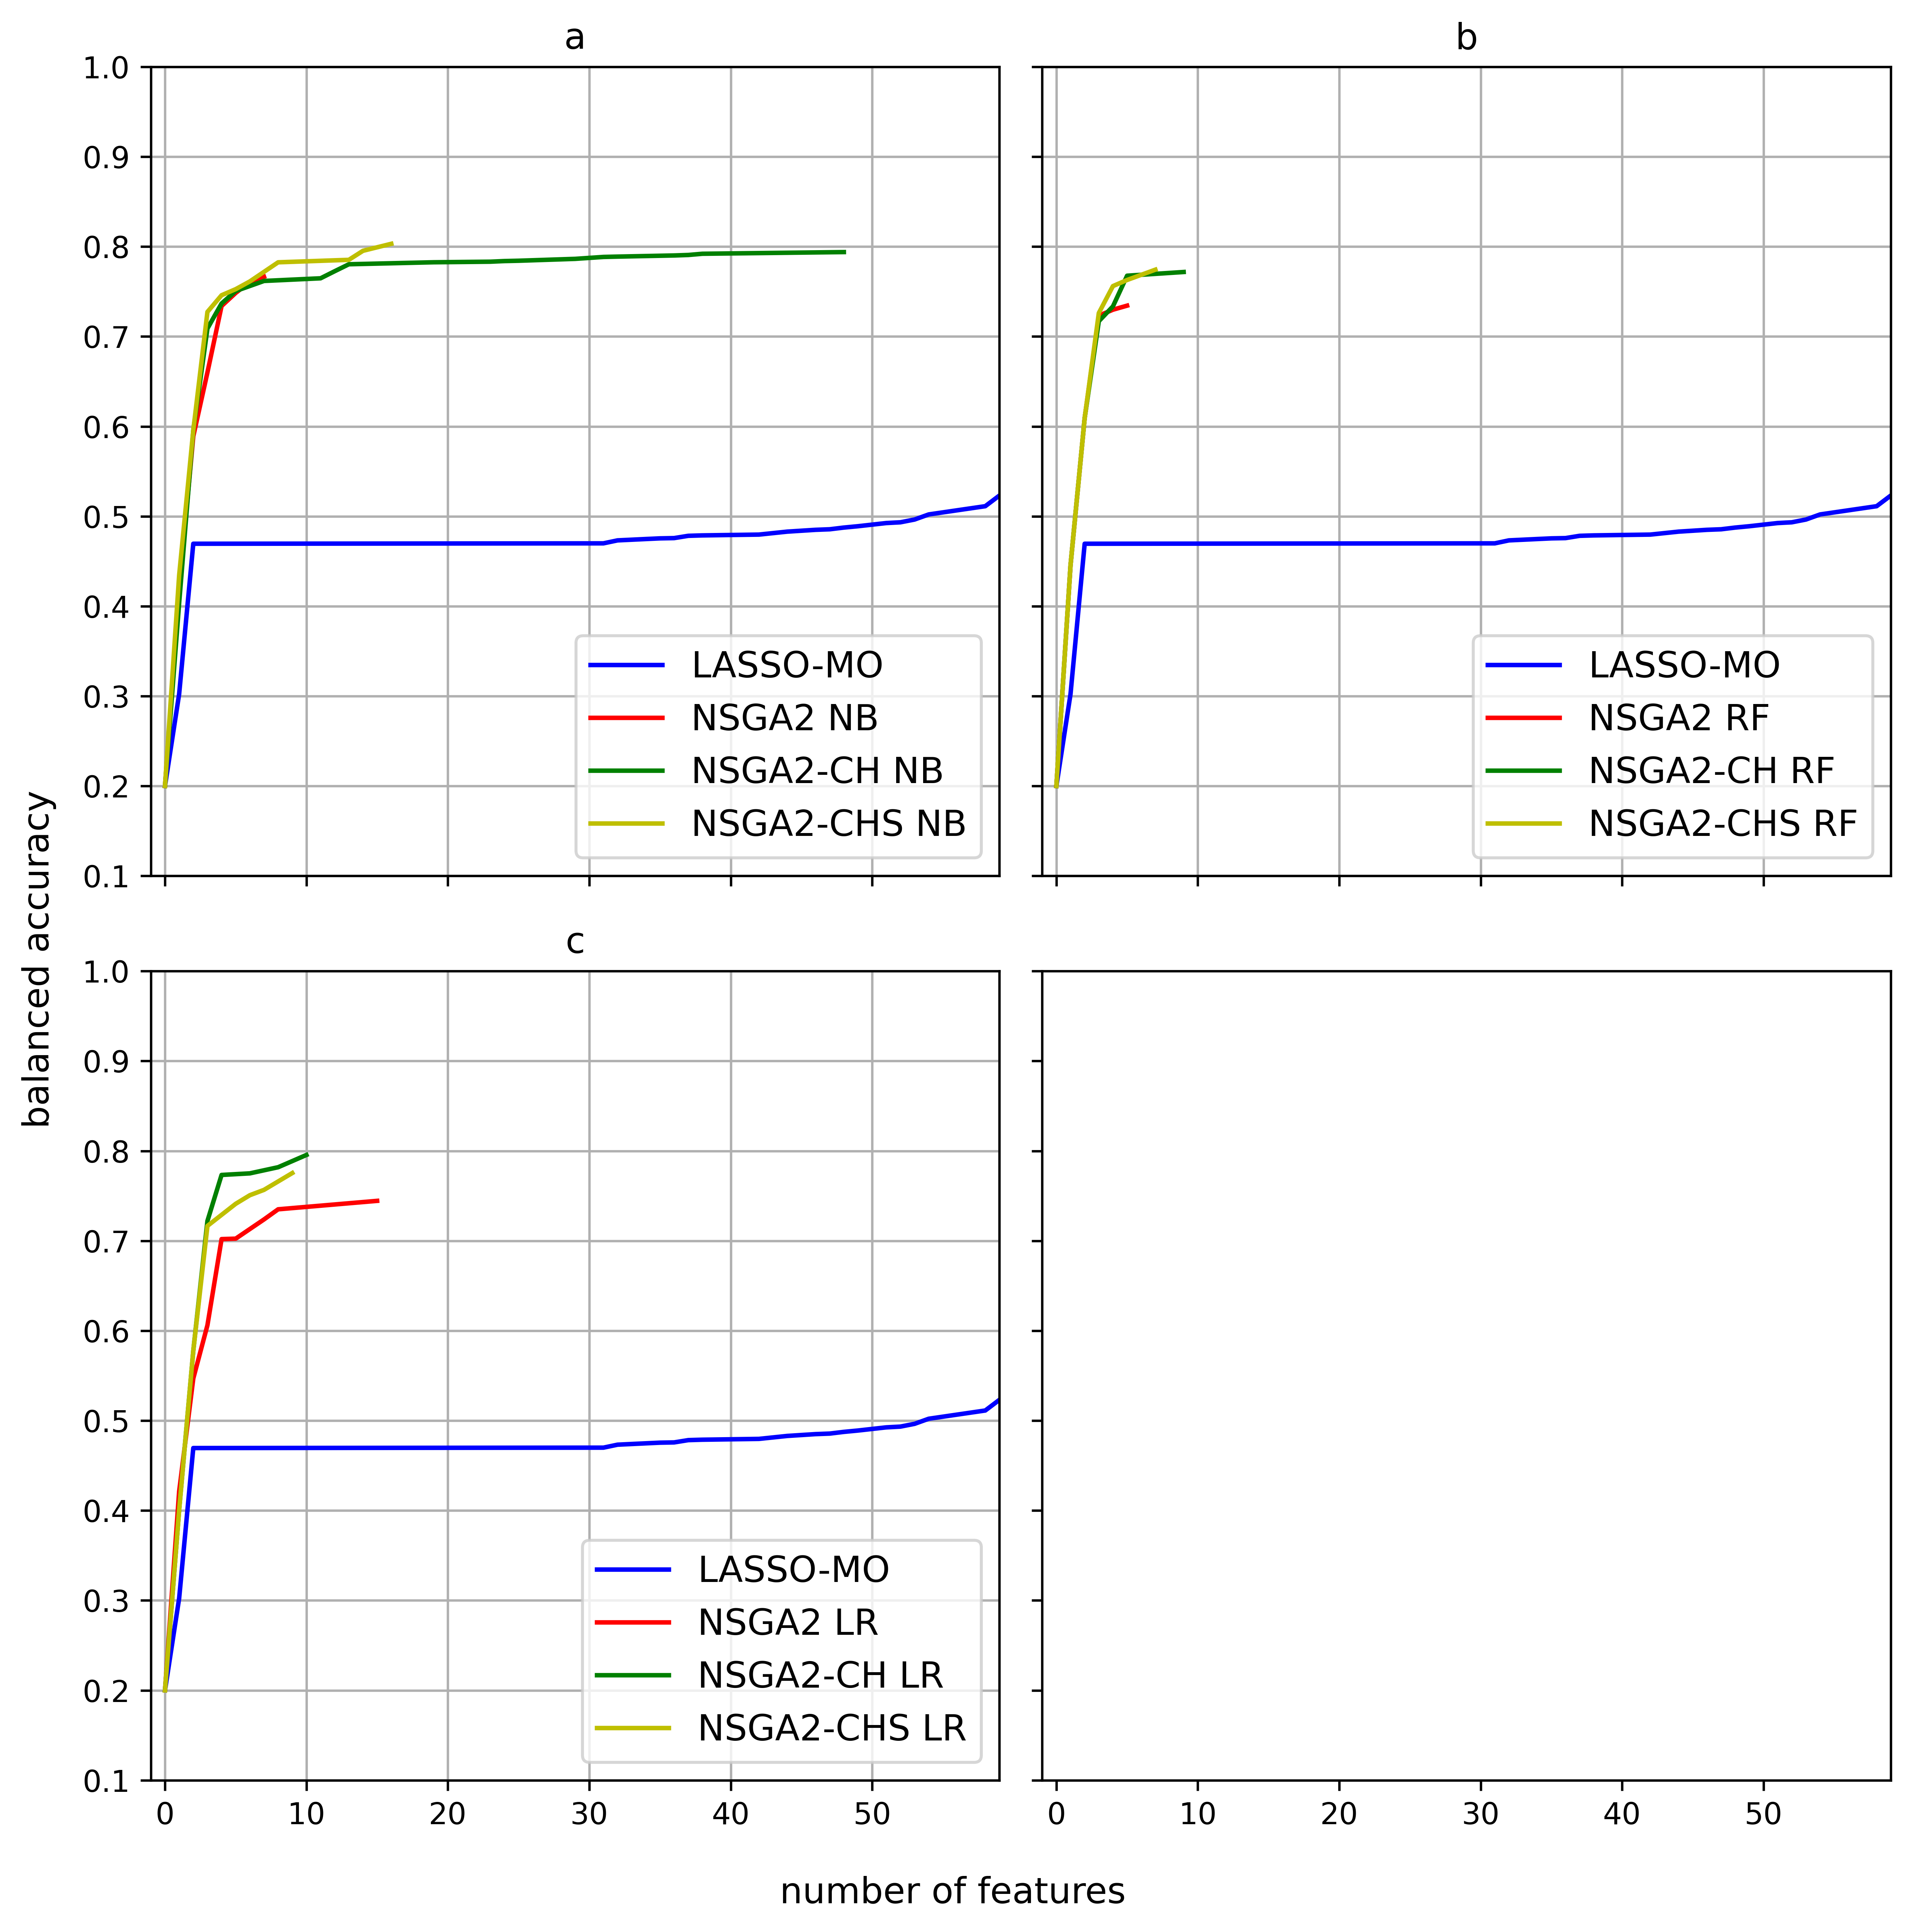 a
b
1.0
0.9
0.8
0.7
0.6
0.5
0.4
0.3
0.2
0.1
LASSO-MO
NSGA2 NB
NSGA2-CH NB
NSGA2-CHS NB
LASSO-MO
NSGA2 RF
NSGA2-CH RF
NSGA2-CHS RF
balanced accuracy
c
1.0
0.9
0.8
0.7
0.6
0.5
0.4
0.3
0.2
0.1
LASSO-MO
NSGA2 LR
NSGA2-CH LR
NSGA2-CHS LR
0 10 20 30 40 50
0 10 20 30 40 50
number of features